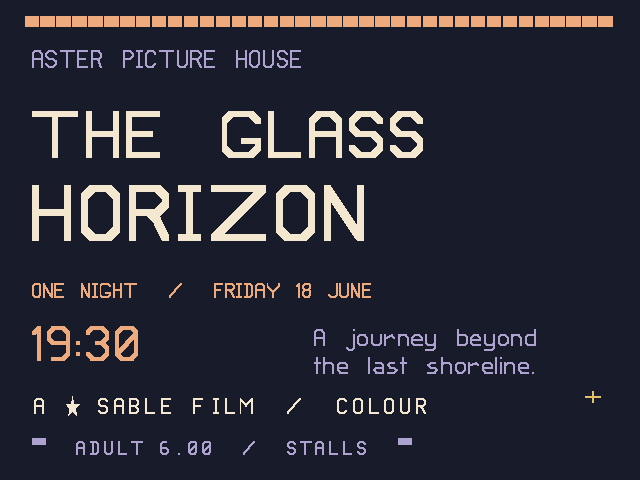 ASTER PICTURE HOUSE
THE GLASS
HORIZON
ONE NIGHT / FRIDAY 18 JUNE
19:30
A journey beyond
the last shoreline.
A ★ SABLE FILM / COLOUR
ADULT 6.00 / STALLS